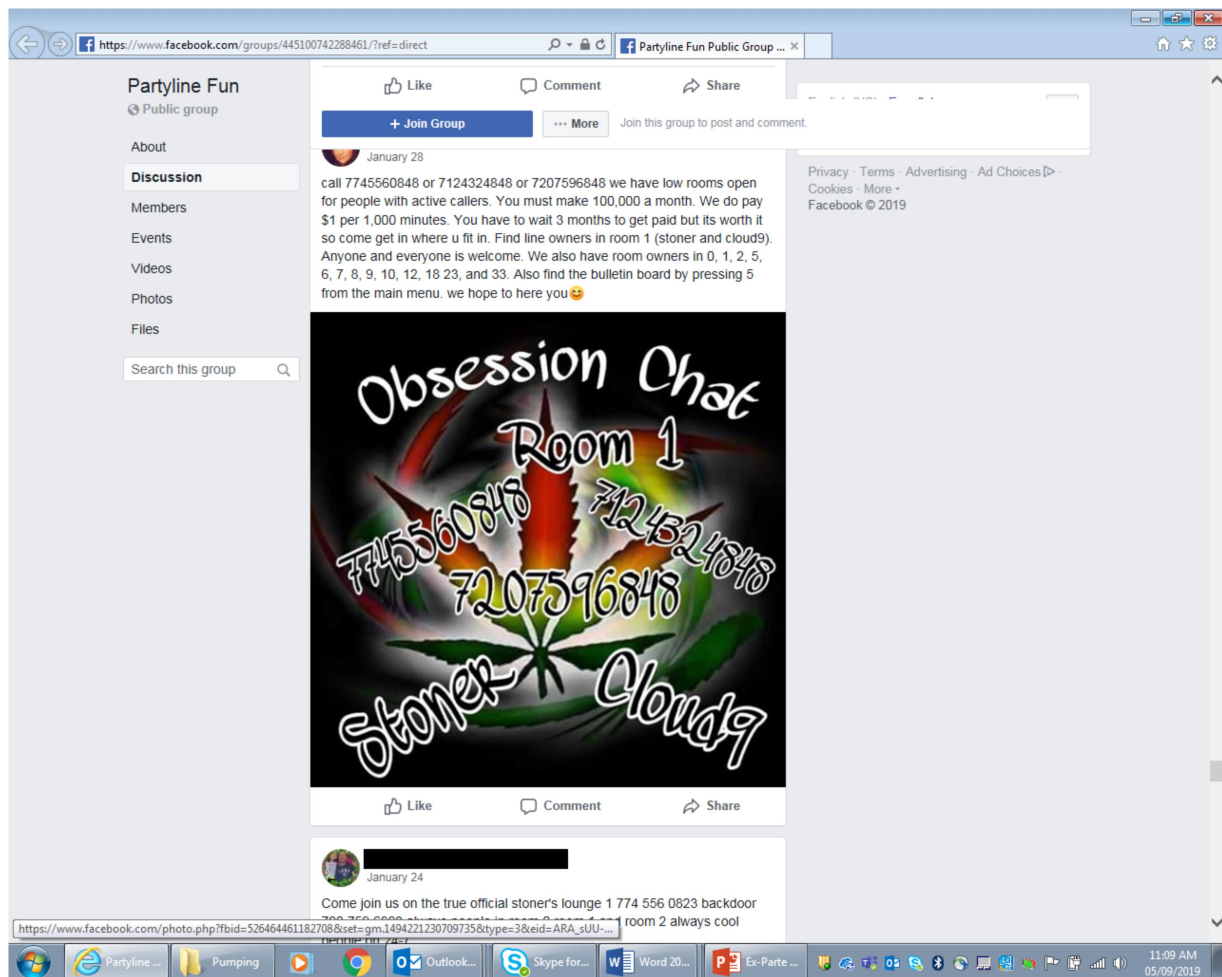 https://www.facebook.com/groups/445100742288461/?ref=direct
Partyline Fun Public Group ...
Partyline Fun
Public group
About
Discussion
Members
Events
Videos
Photos
Files
Search this group
Like Comment Share
+ Join Group
··· More
Join this group to post and comment.
January 28
call 7745560848 or 7124324848 or 7207596848 we have low rooms open
for people with active callers. You must make 100,000 a month. We do pay
$1 per 1,000 minutes. You have to wait 3 months to get paid but its worth it
so come get in where u fit in. Find line owners in room 1 (stoner and cloud9).
Anyone and everyone is welcome. We also have room owners in 0, 1, 2, 5,
6, 7, 8, 9, 10, 12, 18 23, and 33. Also find the bulletin board by pressing 5
from the main menu. we hope to here you
Obsession Chat
Room 1
7745560848
7124324848
7207596848
Stoner Cloud9
Like Comment Share
January 24
Come join us on the true official stoner's lounge 1 774 556 0823 backdoor
room 2 always cool
Privacy · Terms · Advertising · Ad Choices ·
Cookies · More
Facebook © 2019
https://www.facebook.com/photo.php?fbid=526464461182708&set=gm.1494221230709735&type=3&eid=ARA_sUU-...
Partyline ...
Pumping
Outlook...
Skype for...
Word 20...
Ex-Parte ...
11:09 AM
05/09/2019